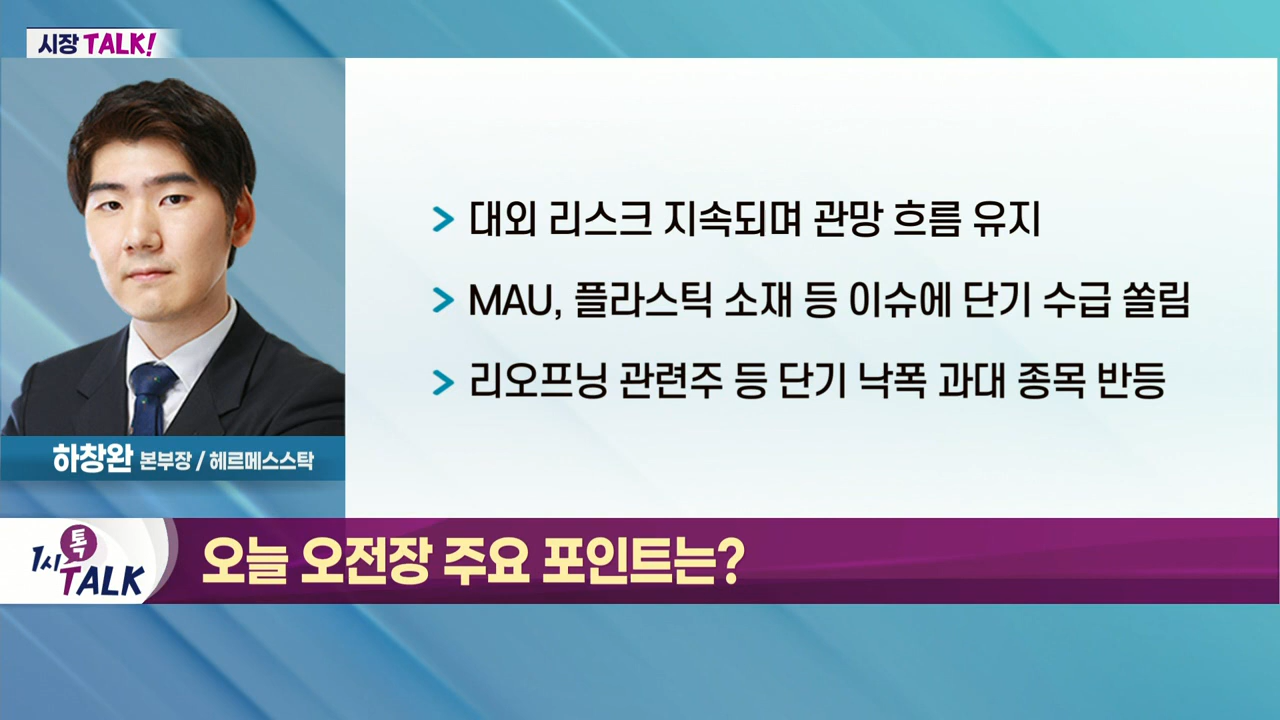 시장 TALK!
> 대외 리스크 지속되며 관망 흐름 유지
> MAU, 플라스틱 소재 등 이슈에 단기 수급 쏠림
> 리오프닝 관련주 등 단기 낙폭 과대 종목 반등
하창완 본부장 / 헤르메스스탁
1시 톡 TALK
오늘 오전장 주요 포인트는?